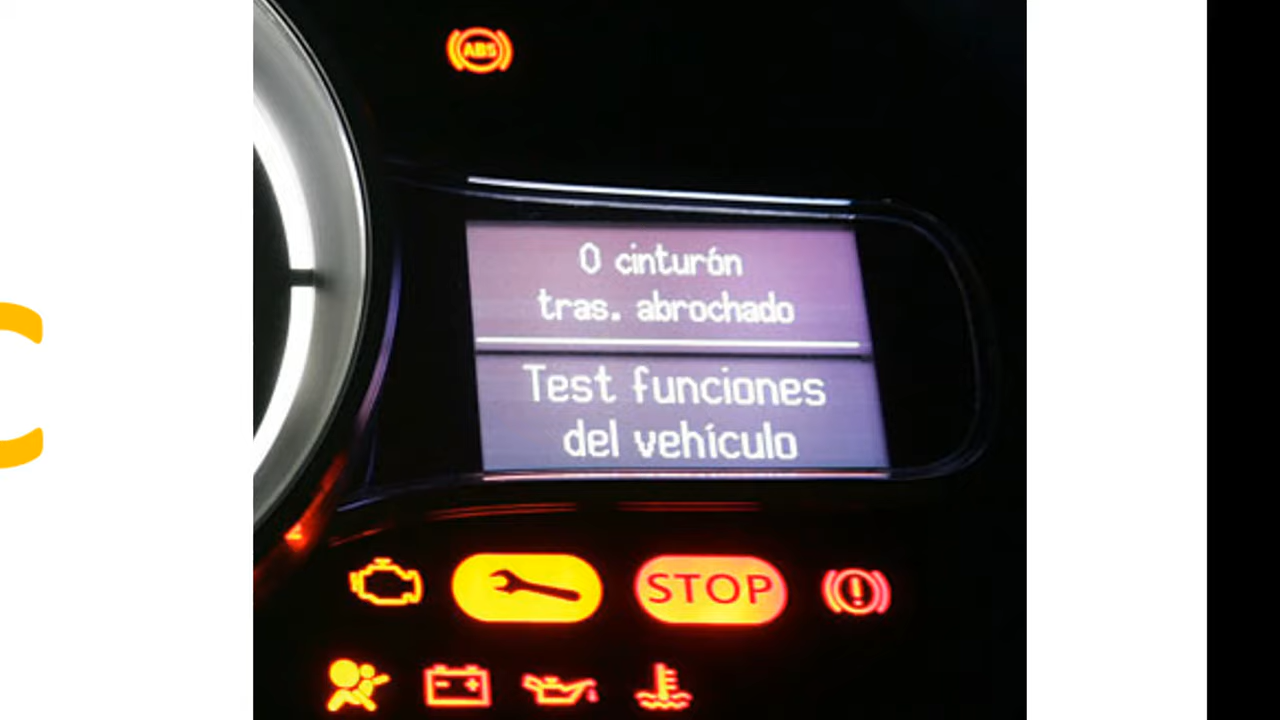 ABS
0 cinturón
tras. abrochado
Test funciones
del vehículo
STOP